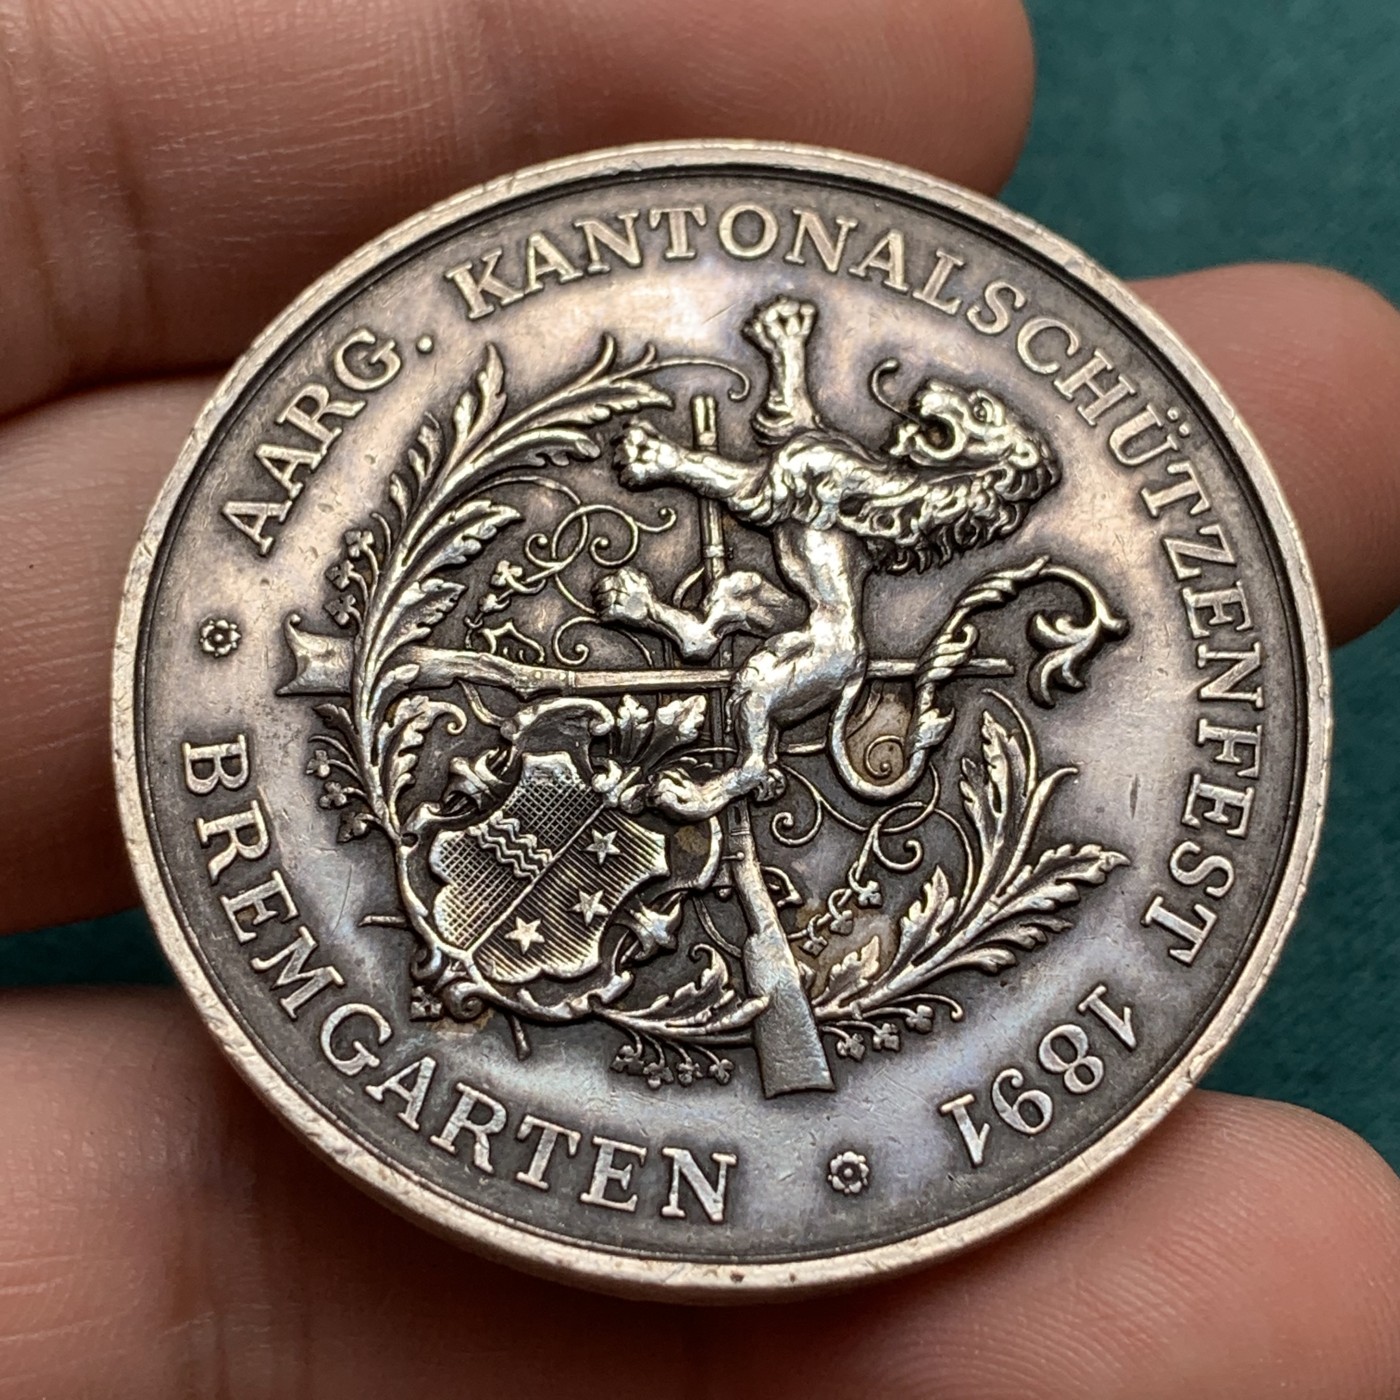 AARG. KANTONALSCHÜTZENFEST
BREMGARTEN
1891